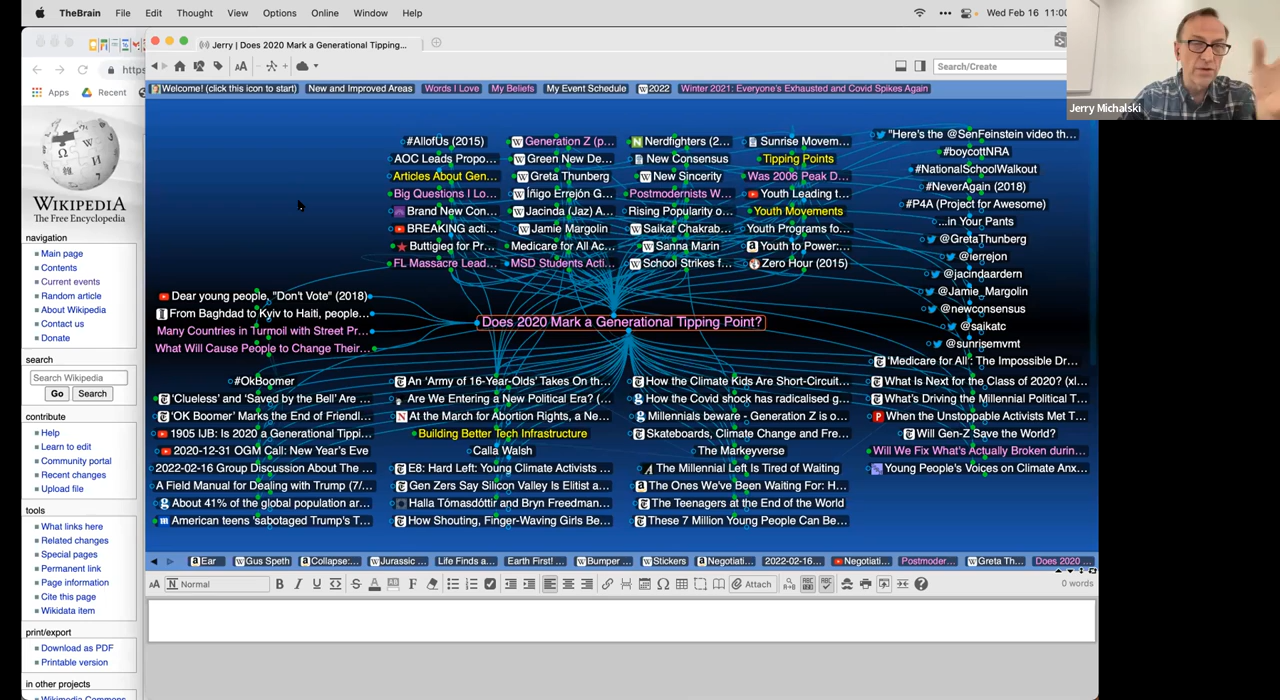 TheBrain File Edit Thought View Options Online Window Help Wed Feb 16 11:00
Jerry | Does 2020 Mark a Generational Tipping...
https
Search/Create
Apps Recent
Welcome! (click this icon to start) New and Improved Areas Words I Love My Beliefs My Event Schedule 2022 Winter 2021: Everyone's Exhausted and Covid Spikes Again
Jerry Michalski
WIKIPEDIA
The Free Encyclopedia
navigation
Main page
Contents
Current events
Random article
About Wikipedia
Contact us
Donate
search
Search Wikipedia
Go Search
contribute
Help
Learn to edit
Community portal
Recent changes
Upload file
tools
What links here
Related changes
Special pages
Permanent link
Page information
Cite this page
Wikidata item
print/export
Download as PDF
Printable version
in other projects
Wikimedia Commons
#AllofUs (2015)
AOC Leads Propo...
Articles About Gen...
Big Questions I Lo...
Brand New Con...
BREAKING acti...
Buttigieg for Pr...
FL Massacre Lead...
Generation Z (p...
Green New De...
Greta Thunberg
Íñigo Errejón G...
Jacinda (Jaz) A...
Jamie Margolin
Medicare for All Ac...
MSD Students Acti...
Nerdfighters (2...
New Consensus
New Sincerity
Postmodernists W...
Rising Popularity o...
Saikat Chakrab...
Sanna Marin
School Strikes f...
Sunrise Movem...
Tipping Points
Was 2006 Peak D...
Youth Leading t...
Youth Movements
Youth Programs fo...
Youth to Power:...
Zero Hour (2015)
"Here's the @SenFeinstein video th...
#boycottNRA
#NationalSchoolWalkout
#NeverAgain (2018)
#P4A (Project for Awesome)
...in Your Pants
@GretaThunberg
@ierrejon
@jacindaardern
@Jamie_Margolin
@newconsensus
@saikatc
@sunrisemvmt
'Medicare for All': The Impossible Dr...
Dear young people, "Don't Vote" (2018)
From Baghdad to Kyiv to Haiti, people...
Many Countries in Turmoil with Street Pr...
What Will Cause People to Change Their...
Does 2020 Mark a Generational Tipping Point?
#OkBoomer
'Clueless' and 'Saved by the Bell' Are ...
'OK Boomer' Marks the End of Friendl...
1905 IJB: Is 2020 a Generational Tippi...
2020-12-31 OGM Call: New Year's Eve
2022-02-16 Group Discussion About The ...
A Field Manual for Dealing with Trump (7/...
About 41% of the global population ar...
American teens 'sabotaged Trump's T...
An 'Army of 16-Year-Olds' Takes On th...
Are We Entering a New Political Era? (...
At the March for Abortion Rights, a Ne...
Building Better Tech Infrastructure
Calla Walsh
E8: Hard Left: Young Climate Activists ...
Gen Zers Say Silicon Valley Is Elitist a...
Halla Tómasdóttir and Bryn Freedman...
How Shouting, Finger-Waving Girls Be...
How the Climate Kids Are Short-Circuit...
How the Covid shock has radicalised g...
Millennials beware - Generation Z is o...
Skateboards, Climate Change and Fre...
The Markeyverse
The Millennial Left Is Tired of Waiting
The Ones We've Been Waiting For: H...
The Teenagers at the End of the World
These 7 Million Young People Can Be...
What Is Next for the Class of 2020? (xl...
What's Driving the Millennial Political T...
When the Unstoppable Activists Met T...
Will Gen-Z Save the World?
Will We Fix What's Actually Broken durin...
Young People's Voices on Climate Anx...
Ear Gus Speth Collapse:... Jurassic ... Life Finds a... Earth First! ... Bumper ... Stickers Negotiati... 2022-02-16... Negotiati... Postmoder... Greta Th... Does 2020 ...
Normal B I U Attach 0 words